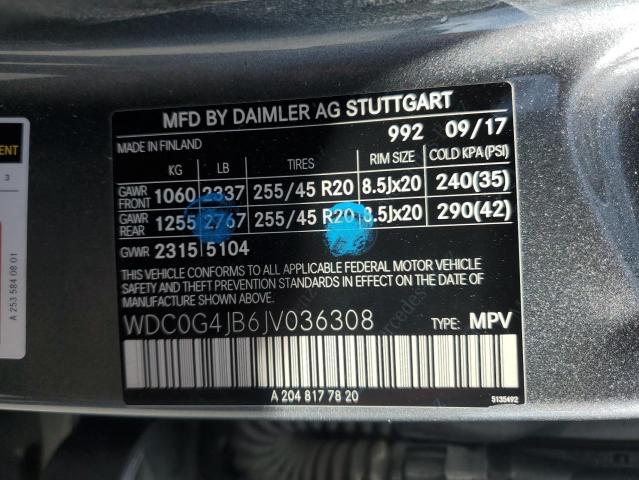 MFD BY DAIMLER AG STUTTGART
MADE IN FINLAND 992 09/17
KG LB TIRES RIM SIZE COLD KPA(PSI)
GAWR FRONT 1060 2337 255/45 R20 8.5Jx20 240(35)
GAWR REAR 1255 2767 255/45 R20 8.5Jx20 290(42)
GVWR 2315 5104
THIS VEHICLE CONFORMS TO ALL APPLICABLE FEDERAL MOTOR VEHICLE
SAFETY AND THEFT PREVENTION STANDARDS IN EFFECT ON THE DATE
OF MANUFACTURE SHOWN ABOVE.
WDC0G4JB6JV036308 TYPE: MPV
A 204 817 78 20
5135492
3
A 253 584 08 01